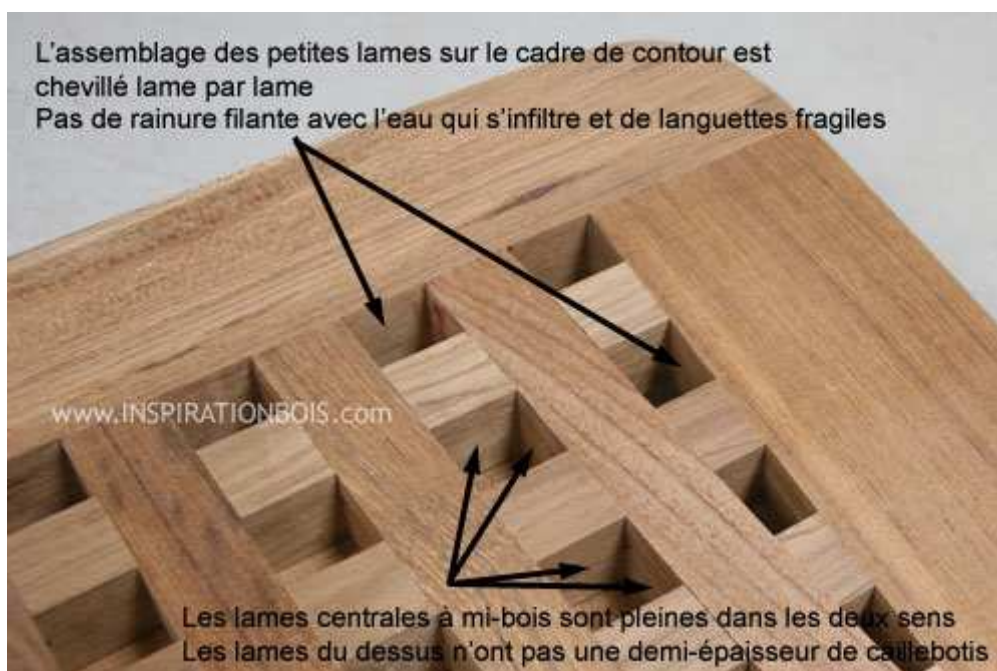 L'assemblage des petites lames sur le cadre de contour est
chevillé lame par lame
Pas de rainure filante avec l'eau qui s'infiltre et de languettes fragiles
www.INSPIRATIONBOIS.com
Les lames centrales à mi-bois sont pleines dans les deux sens
Les lames du dessus n'ont pas une demi-épaisseur de caillebotis